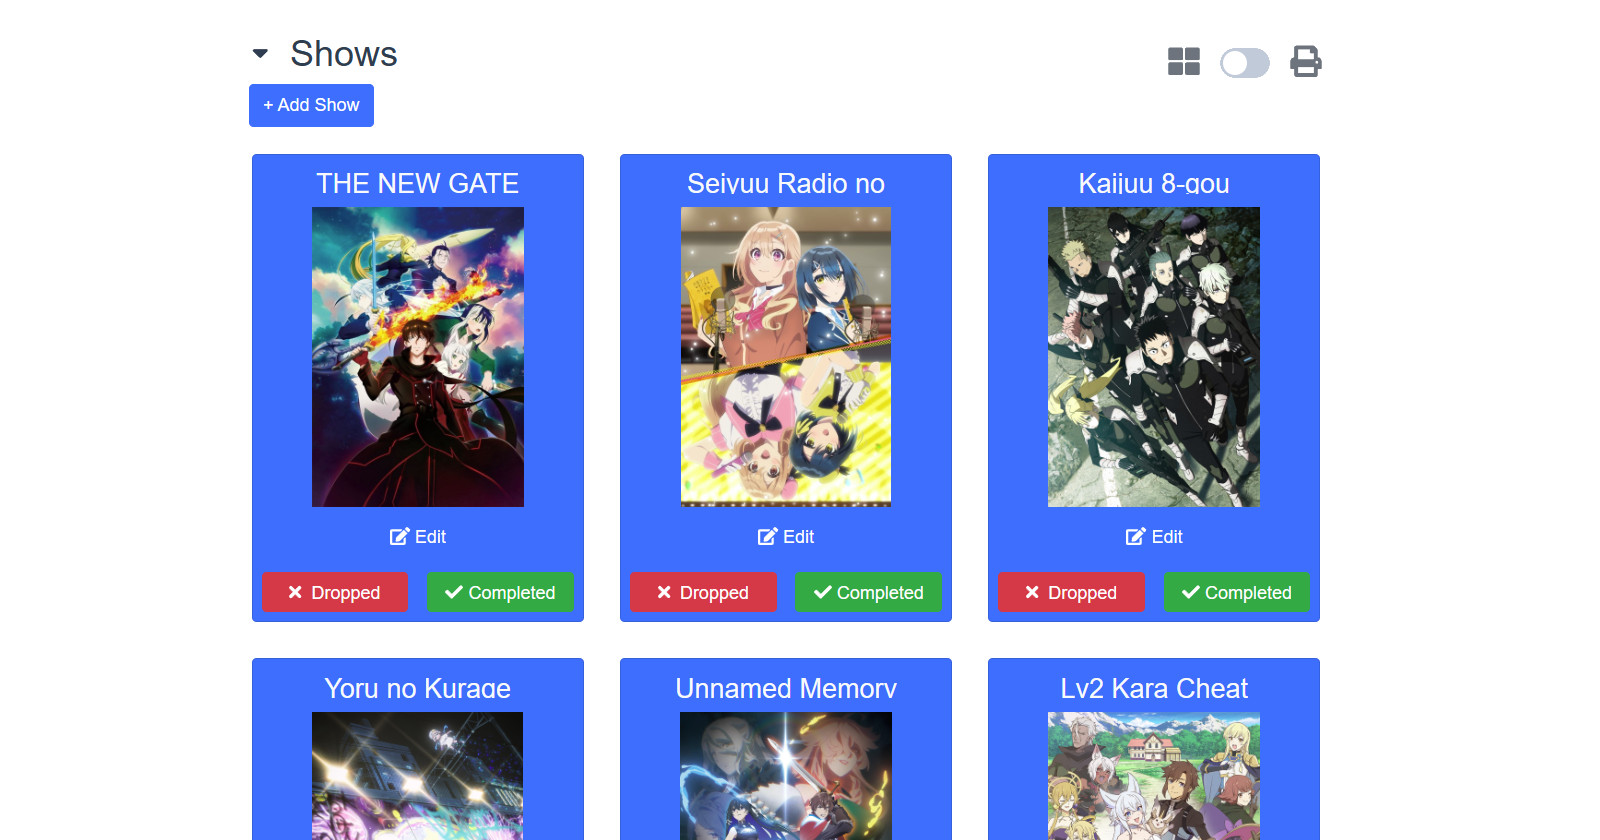 Shows
+ Add Show
THE NEW GATE
Seiyuu Radio no
Kaijuu 8-gou
Edit
Edit
Edit
Dropped
Completed
Dropped
Completed
Dropped
Completed
Yoru no Kurage
Unnamed Memory
Lv2 Kara Cheat